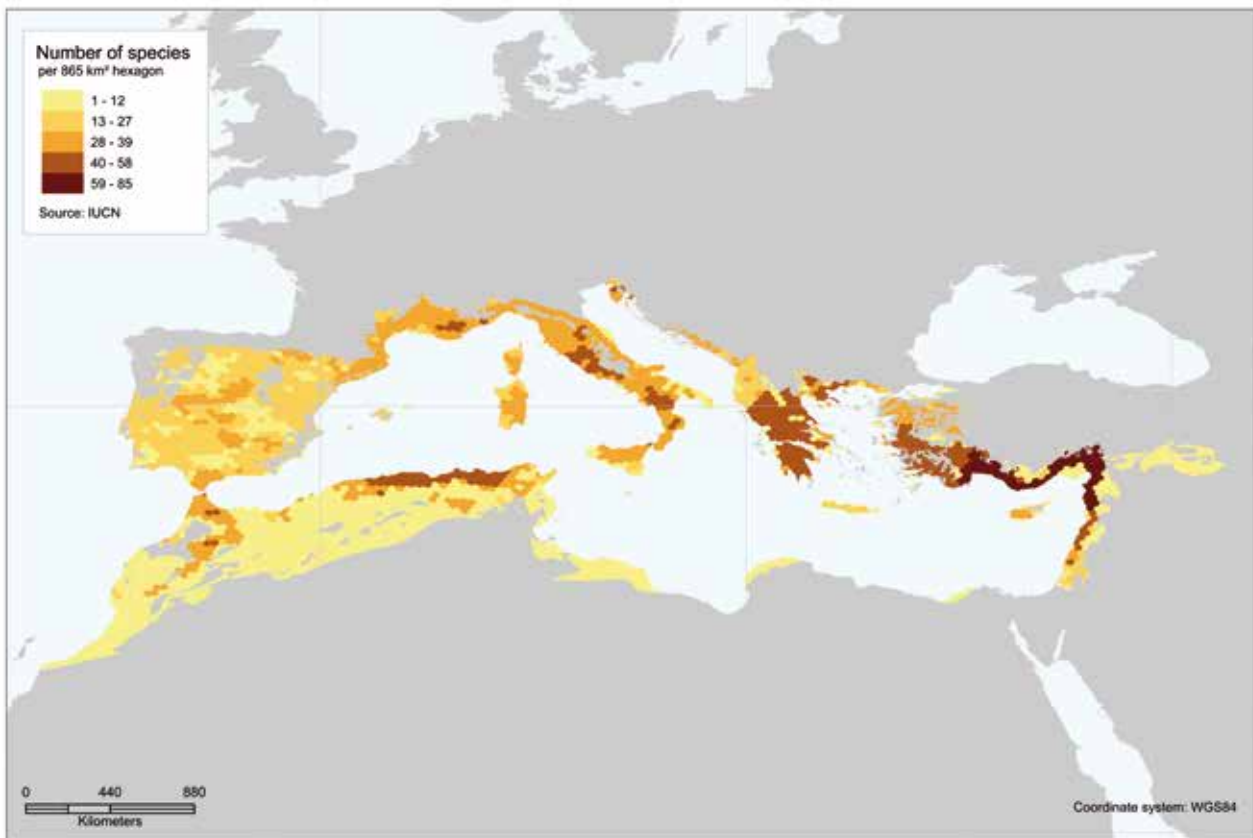 Number of species
per 865 km² hexagon
1 - 12
13 - 27
28 - 39
40 - 58
59 - 85
Source: IUCN
0 440 880
Kilometers
Coordinate system: WGS84